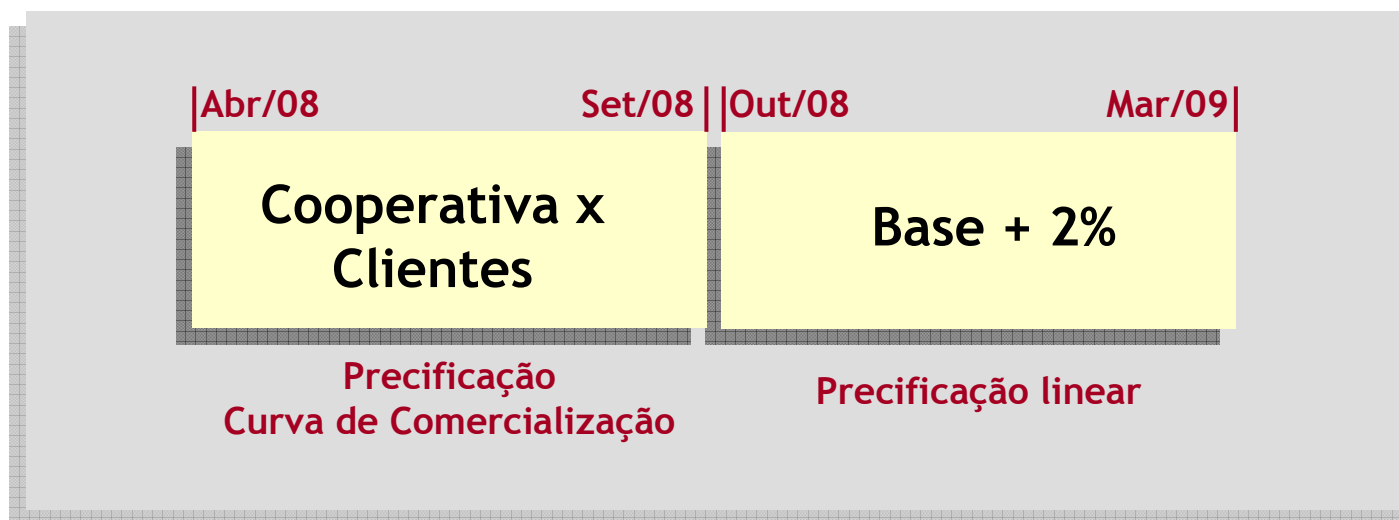 |Abr/08 Set/08| |Out/08 Mar/09|
Cooperativa x
Clientes
Base + 2%
Precificação
Curva de Comercialização
Precificação linear